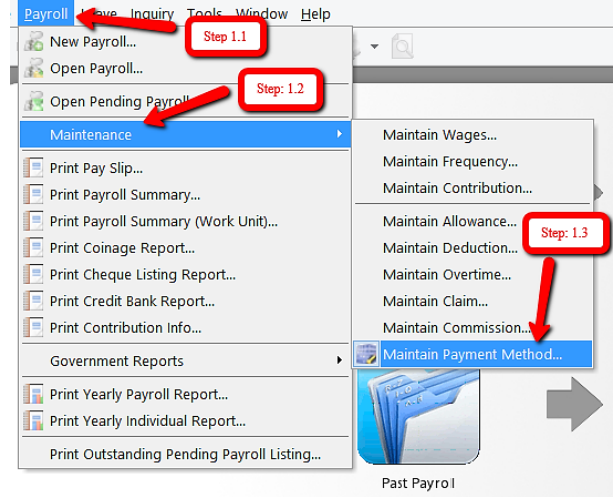 Payroll Leave Inquiry Tools Window Help
Step 1.1
New Payroll...
Open Payroll...
Step: 1.2
Open Pending Payroll
Maintenance
Print Pay Slip...
Print Payroll Summary...
Print Payroll Summary (Work Unit)...
Print Coinage Report...
Print Cheque Listing Report...
Print Credit Bank Report...
Print Contribution Info...
Government Reports
Print Yearly Payroll Report...
Print Yearly Individual Report...
Print Outstanding Pending Payroll Listing...
Maintain Wages...
Maintain Frequency...
Maintain Contribution...
Maintain Allowance...
Step: 1.3
Maintain Deduction...
Maintain Overtime...
Maintain Claim...
Maintain Commission...
Maintain Payment Method...
Past Payroll